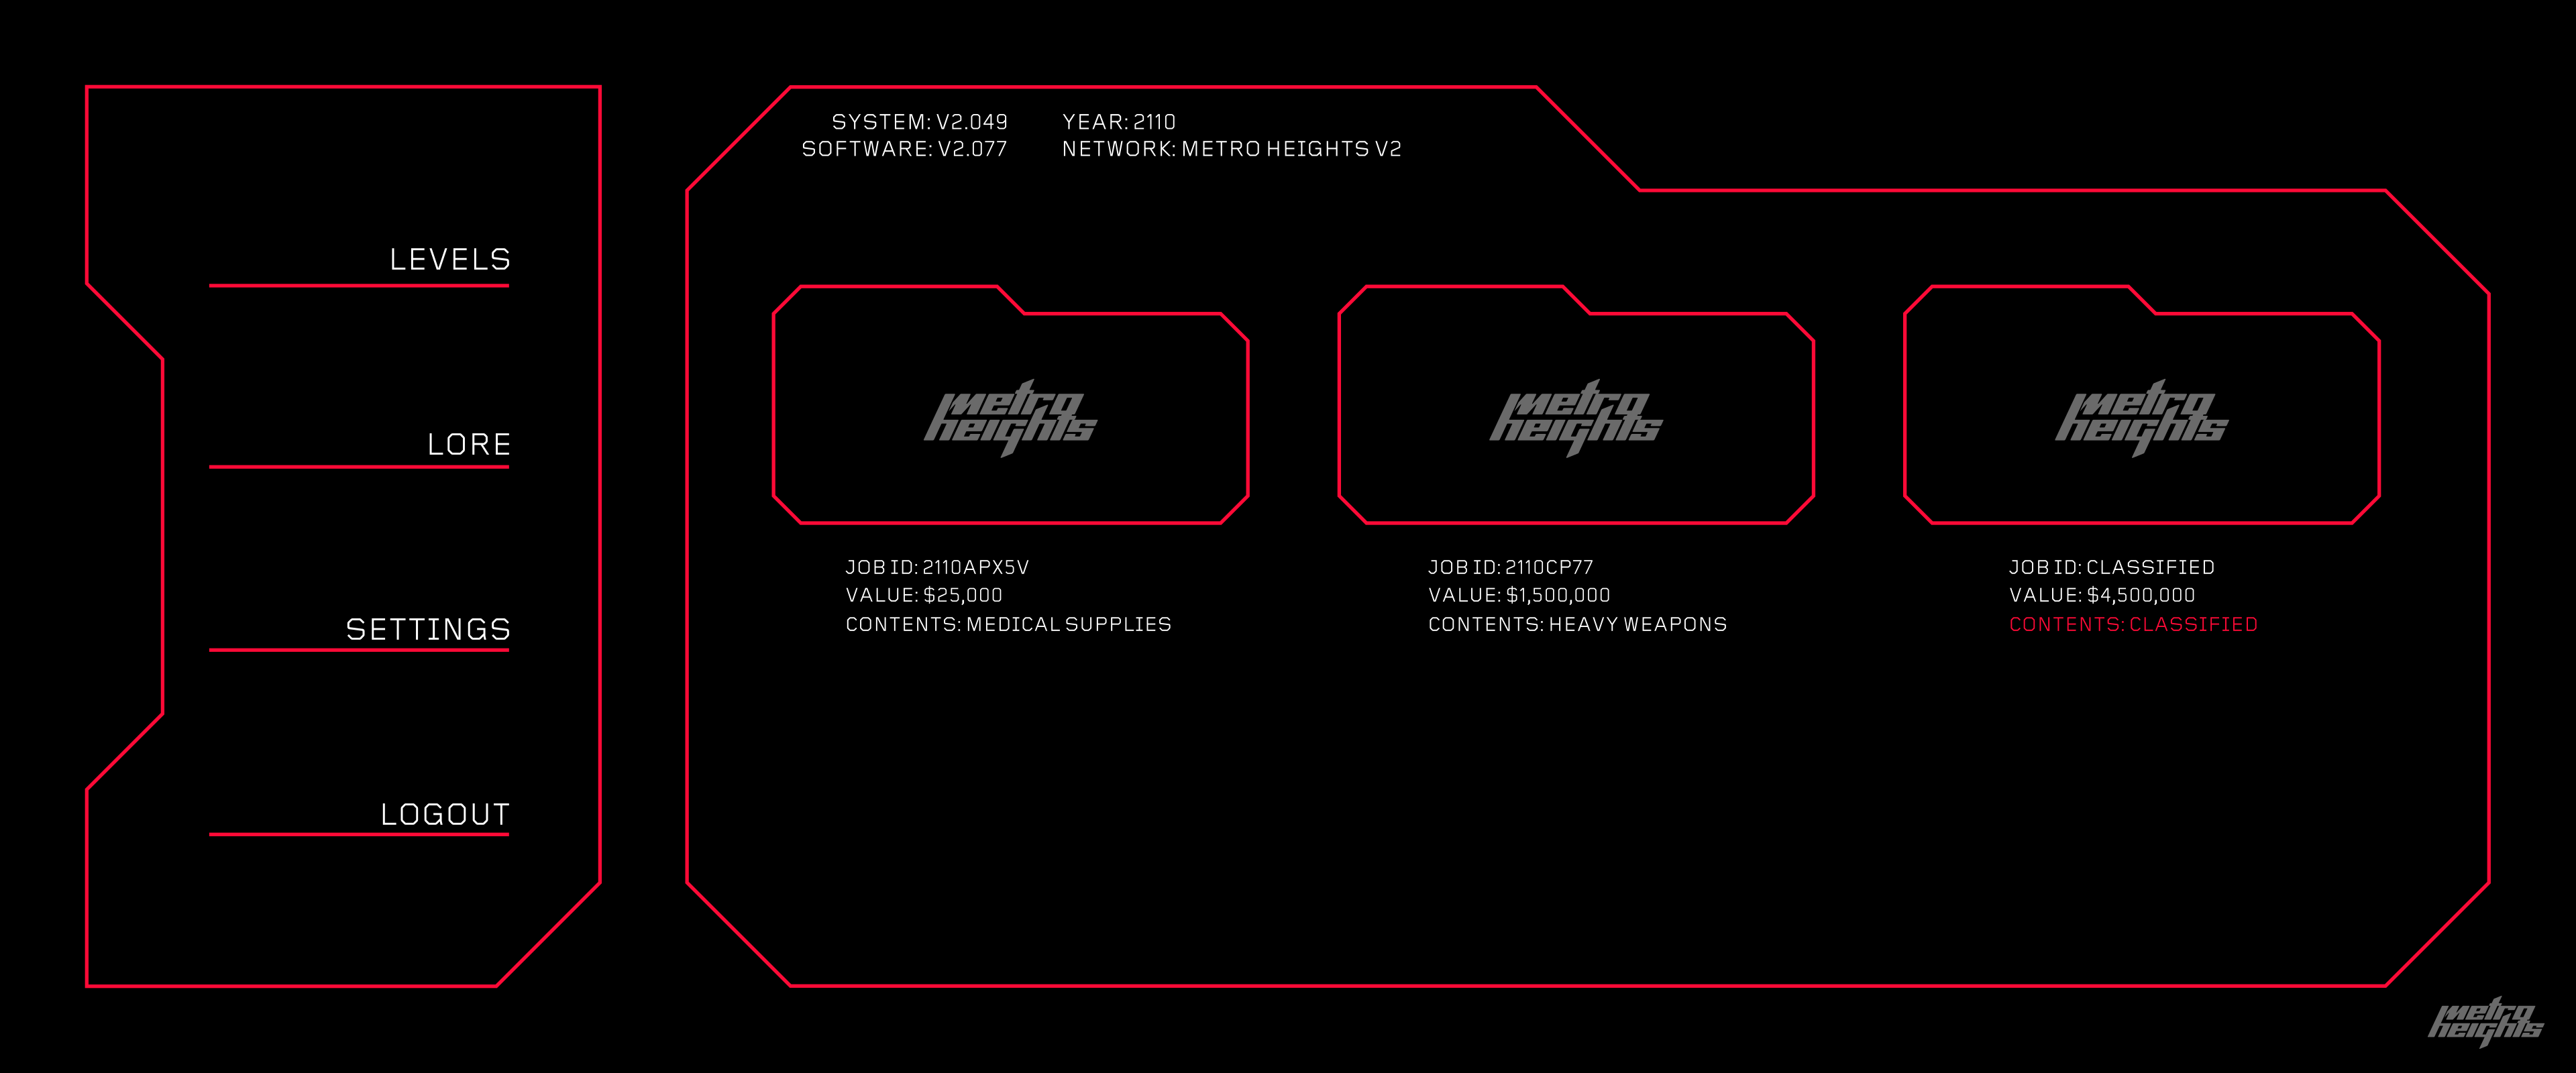 LEVELS
LORE
SETTINGS
LOGOUT
SYSTEM: V2.049
SOFTWARE: V2.077
YEAR: 2110
NETWORK: METRO HEIGHTS V2
metro
heights
JOB ID: 2110APX5V
VALUE: $25,000
CONTENTS: MEDICAL SUPPLIES
metro
heights
JOB ID: 2110CP77
VALUE: $1,500,000
CONTENTS: HEAVY WEAPONS
metro
heights
JOB ID: CLASSIFIED
VALUE: $4,500,000
CONTENTS: CLASSIFIED
metro
heights